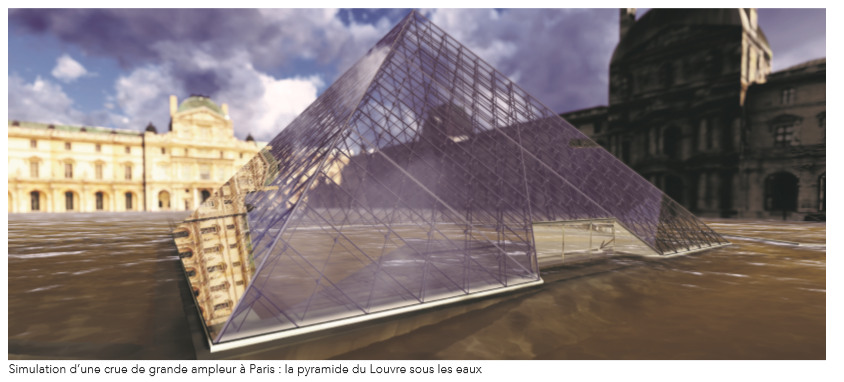 Simulation d’une crue de grande ampleur à Paris : la pyramide du Louvre sous les eaux